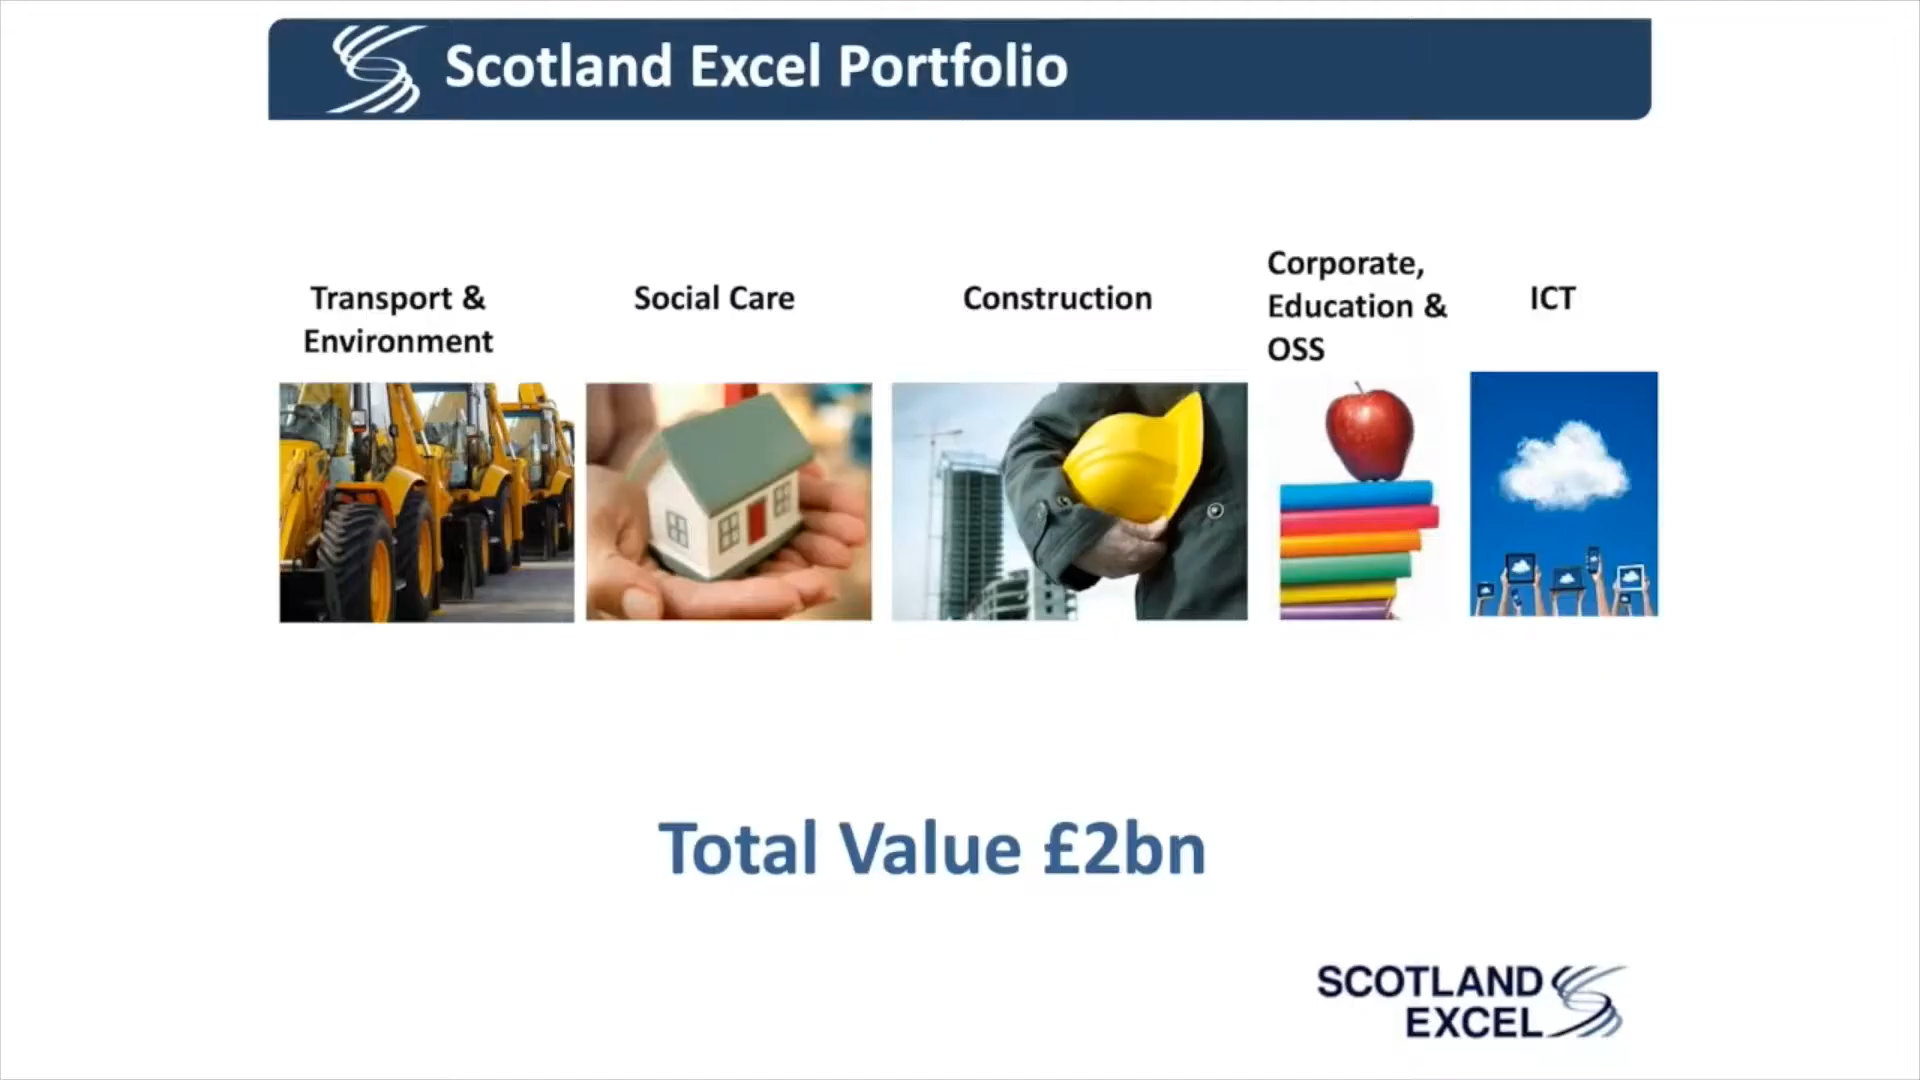 Scotland Excel Portfolio
Transport &
Environment
Social Care
Construction
Corporate,
Education &
OSS
ICT
Total Value £2bn
SCOTLAND
EXCEL